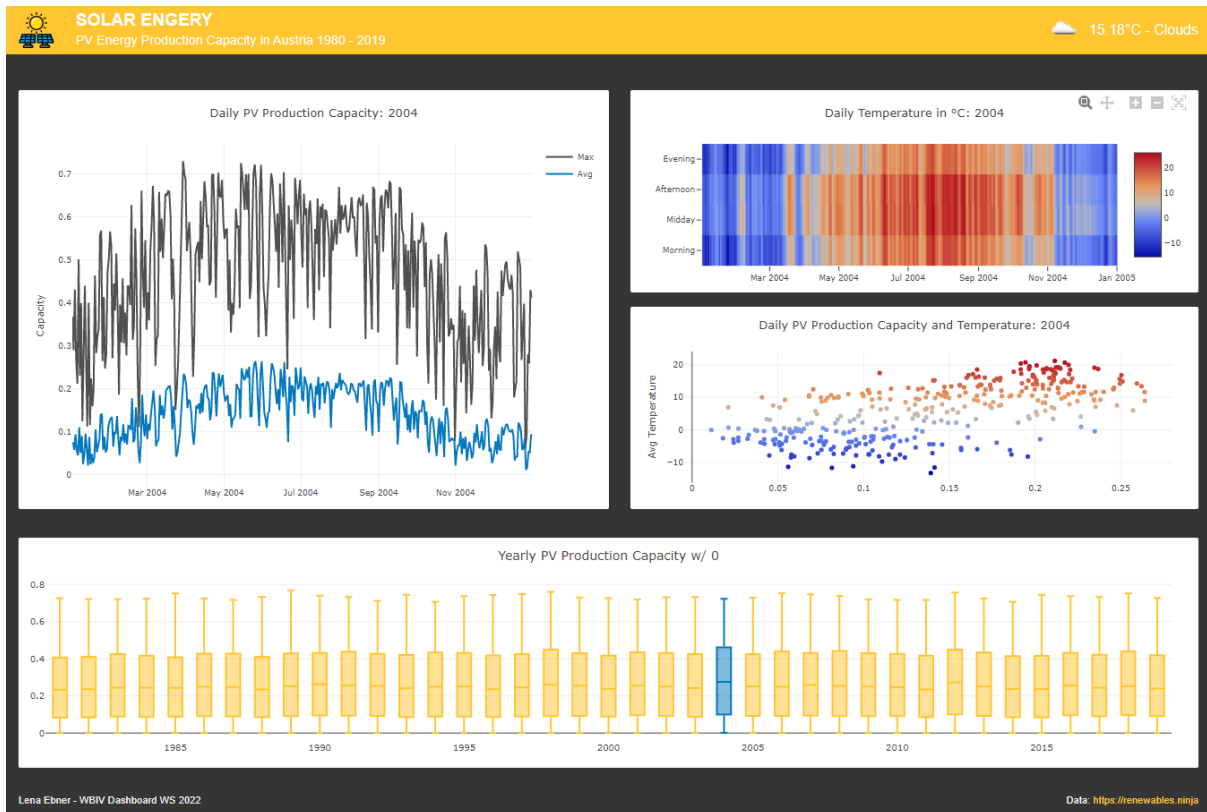 SOLAR ENGERY
PV Energy Production Capacity in Austria 1980 - 2019
15.18°C - Clouds
Daily PV Production Capacity: 2004
Max
Avg
0.7
0.6
0.5
0.4
0.3
0.2
0.1
0
Capacity
Mar 2004 May 2004 Jul 2004 Sep 2004 Nov 2004
Daily Temperature in °C: 2004
Evening
Afternoon
Midday
Morning
20
10
0
−10
Mar 2004 May 2004 Jul 2004 Sep 2004 Nov 2004 Jan 2005
Daily PV Production Capacity and Temperature: 2004
20
10
0
−10
Avg Temperature
0 0.05 0.1 0.15 0.2 0.25
Yearly PV Production Capacity w/ 0
0.8
0.6
0.4
0.2
0
1985 1990 1995 2000 2005 2010 2015
Lena Ebner - WBIV Dashboard WS 2022
Data: https://renewables.ninja